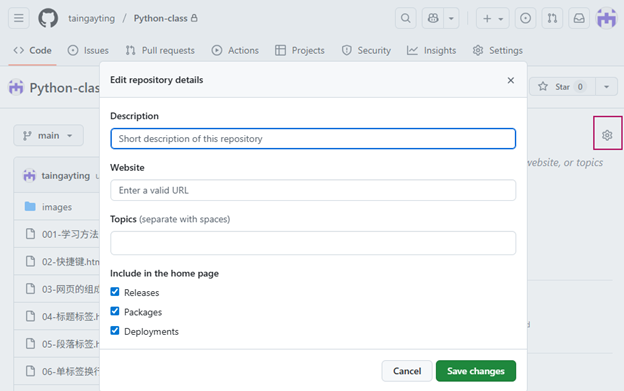 taingayting / Python-class
Code
Issues
Pull requests
Actions
Projects
Security
Insights
Settings
Python-clas
Star 0
main
website, or topics
taingayting
images
001-学习方法
02-快捷键.htm
03-网页的组成
04-标题标签.h
05-段落标签.h
06-单标签换行
Edit repository details
Description
Short description of this repository
Website
Enter a valid URL
Topics (separate with spaces)
Include in the home page
Releases
Packages
Deployments
Cancel
Save changes